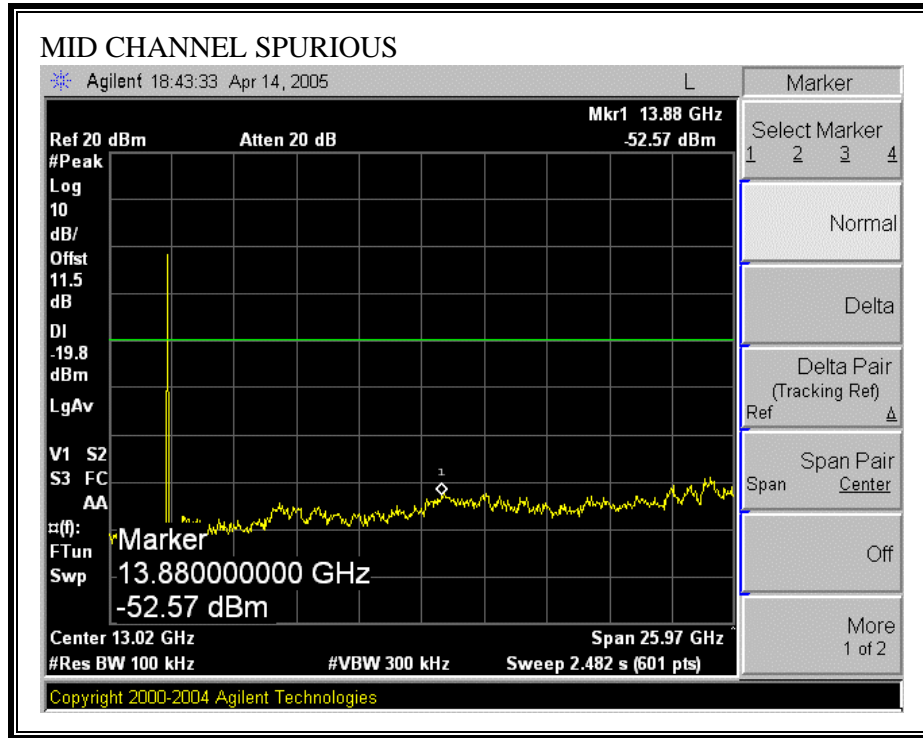 MID CHANNEL SPURIOUS
Agilent 18:43:33 Apr 14, 2005 L
Mkr1 13.88 GHz
Ref 20 dBm Atten 20 dB -52.57 dBm
#Peak
Log
10
dB/
Offst
11.5
dB
DI
-19.8
dBm
LgAv
V1 S2
S3 FC
AA
¤(f):
FTun
Swp
1
Marker
13.880000000 GHz
-52.57 dBm
Center 13.02 GHz Span 25.97 GHz
#Res BW 100 kHz #VBW 300 kHz Sweep 2.482 s (601 pts)
Copyright 2000-2004 Agilent Technologies
Marker
Select Marker
1 2 3 4
Normal
Delta
Delta Pair
(Tracking Ref)
Ref Δ
Span Pair
Span Center
Off
More
1 of 2